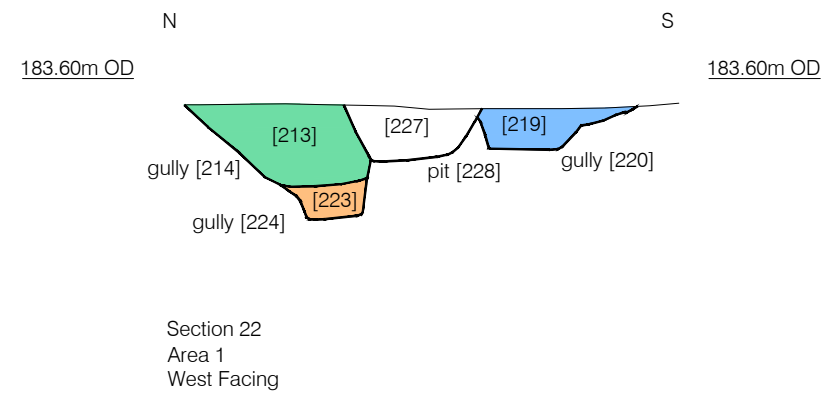 N
S
183.60m OD
183.60m OD
[213]
[227]
[219]
gully [214]
pit [228]
gully [220]
[223]
gully [224]
Section 22
Area 1
West Facing